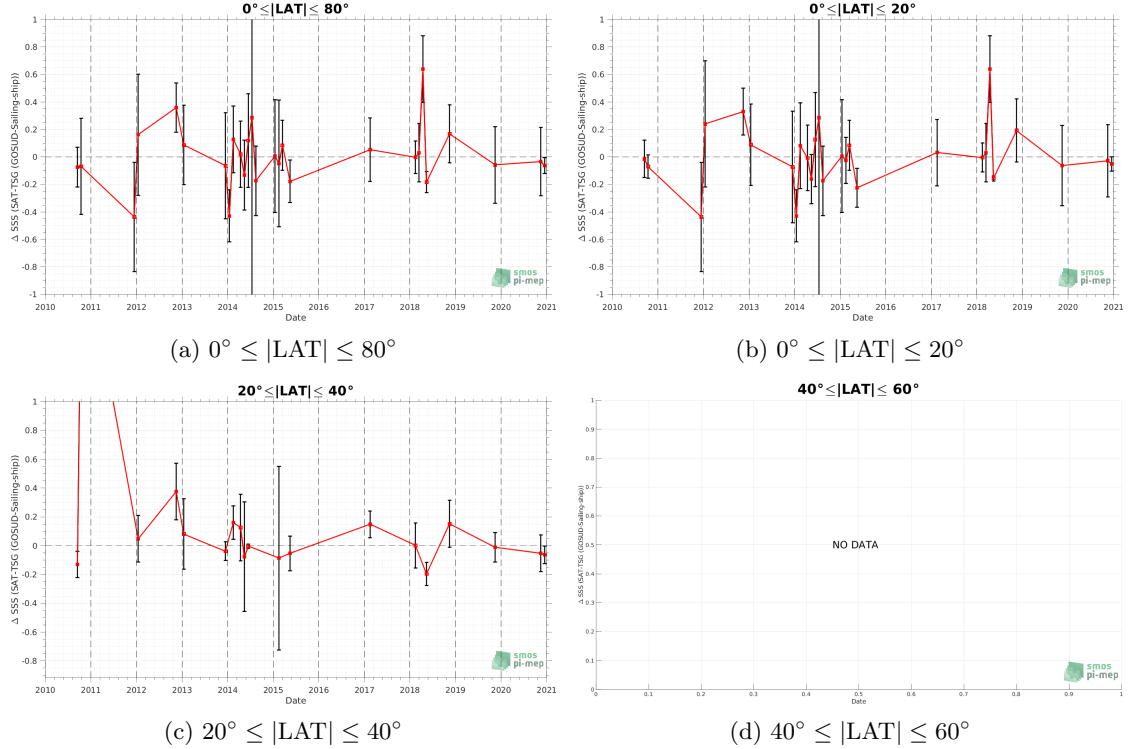 0°≤|LAT|≤ 80°
Δ SSS (SAT-TSG (GOSUD-Sailing-ship))
1
0.8
0.6
0.4
0.2
0
-0.2
-0.4
-0.6
-0.8
-1
2010 2011 2012 2013 2014 2015 2016 2017 2018 2019 2020 2021
Date
smos
pi-mep
(a) 0° ≤ |LAT| ≤ 80°
0°≤|LAT|≤ 20°
Δ SSS (SAT-TSG (GOSUD-Sailing-ship))
1
0.8
0.6
0.4
0.2
0
-0.2
-0.4
-0.6
-0.8
-1
2010 2011 2012 2013 2014 2015 2016 2017 2018 2019 2020 2021
Date
smos
pi-mep
(b) 0° ≤ |LAT| ≤ 20°
20°≤|LAT|≤ 40°
Δ SSS (SAT-TSG (GOSUD-Sailing-ship))
1
0.8
0.6
0.4
0.2
0
-0.2
-0.4
-0.6
-0.8
2010 2011 2012 2013 2014 2015 2016 2017 2018 2019 2020 2021
Date
smos
pi-mep
(c) 20° ≤ |LAT| ≤ 40°
40°≤|LAT|≤ 60°
Δ SSS (SAT-TSG (GOSUD-Sailing-ship))
1
0.9
0.8
0.7
0.6
0.5
0.4
0.3
0.2
0.1
0
NO DATA
0 0.1 0.2 0.3 0.4 0.5 0.6 0.7 0.8 0.9 1
Date
smos
pi-mep
(d) 40° ≤ |LAT| ≤ 60°